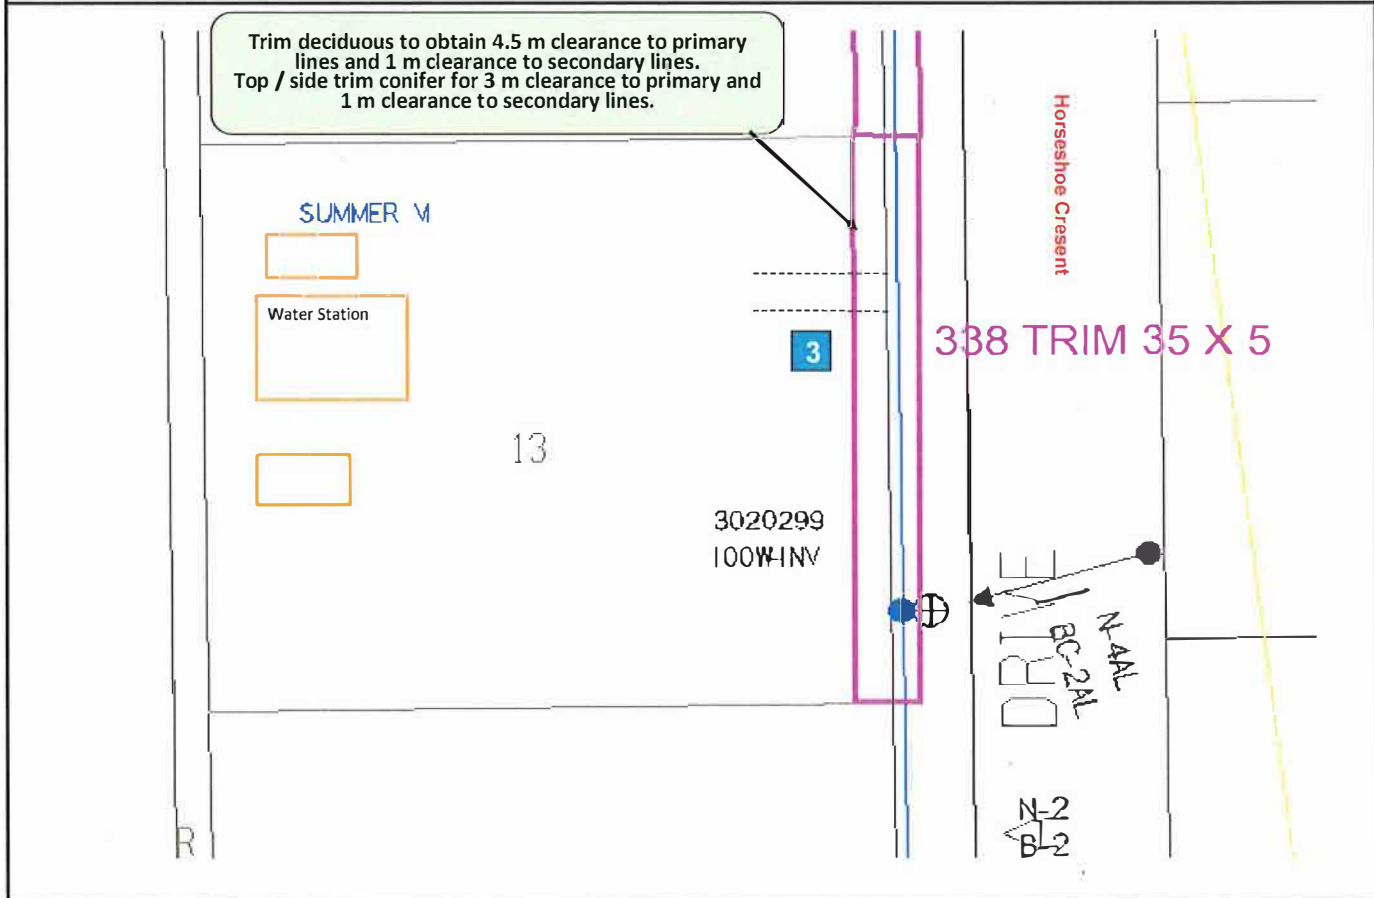 Trim deciduous to obtain 4.5 m clearance to primary
lines and 1 m clearance to secondary lines.
Top / side trim conifer for 3 m clearance to primary and
1 m clearance to secondary lines.
Horseshoe Cresent
SUMMER
Water Station
3
338 TRIM 35 X 5
13
3020299
100W-INV
DRIVE
N-4AL
BC-2AL
N-2
B-2
R